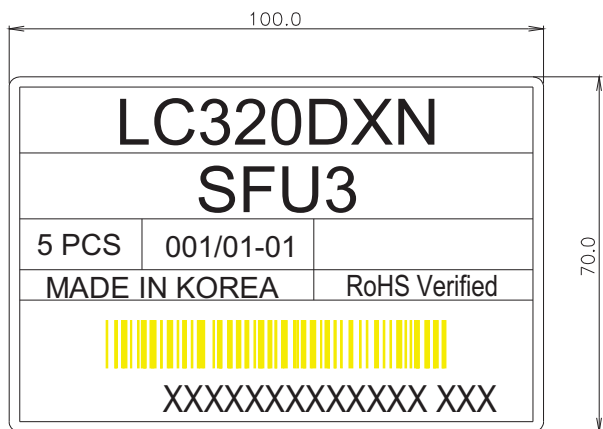 100.0
LC320DXN
SFU3
5 PCS 001/01-01
MADE IN KOREA RoHS Verified
XXXXXXXXXXXXX XXX
70.0